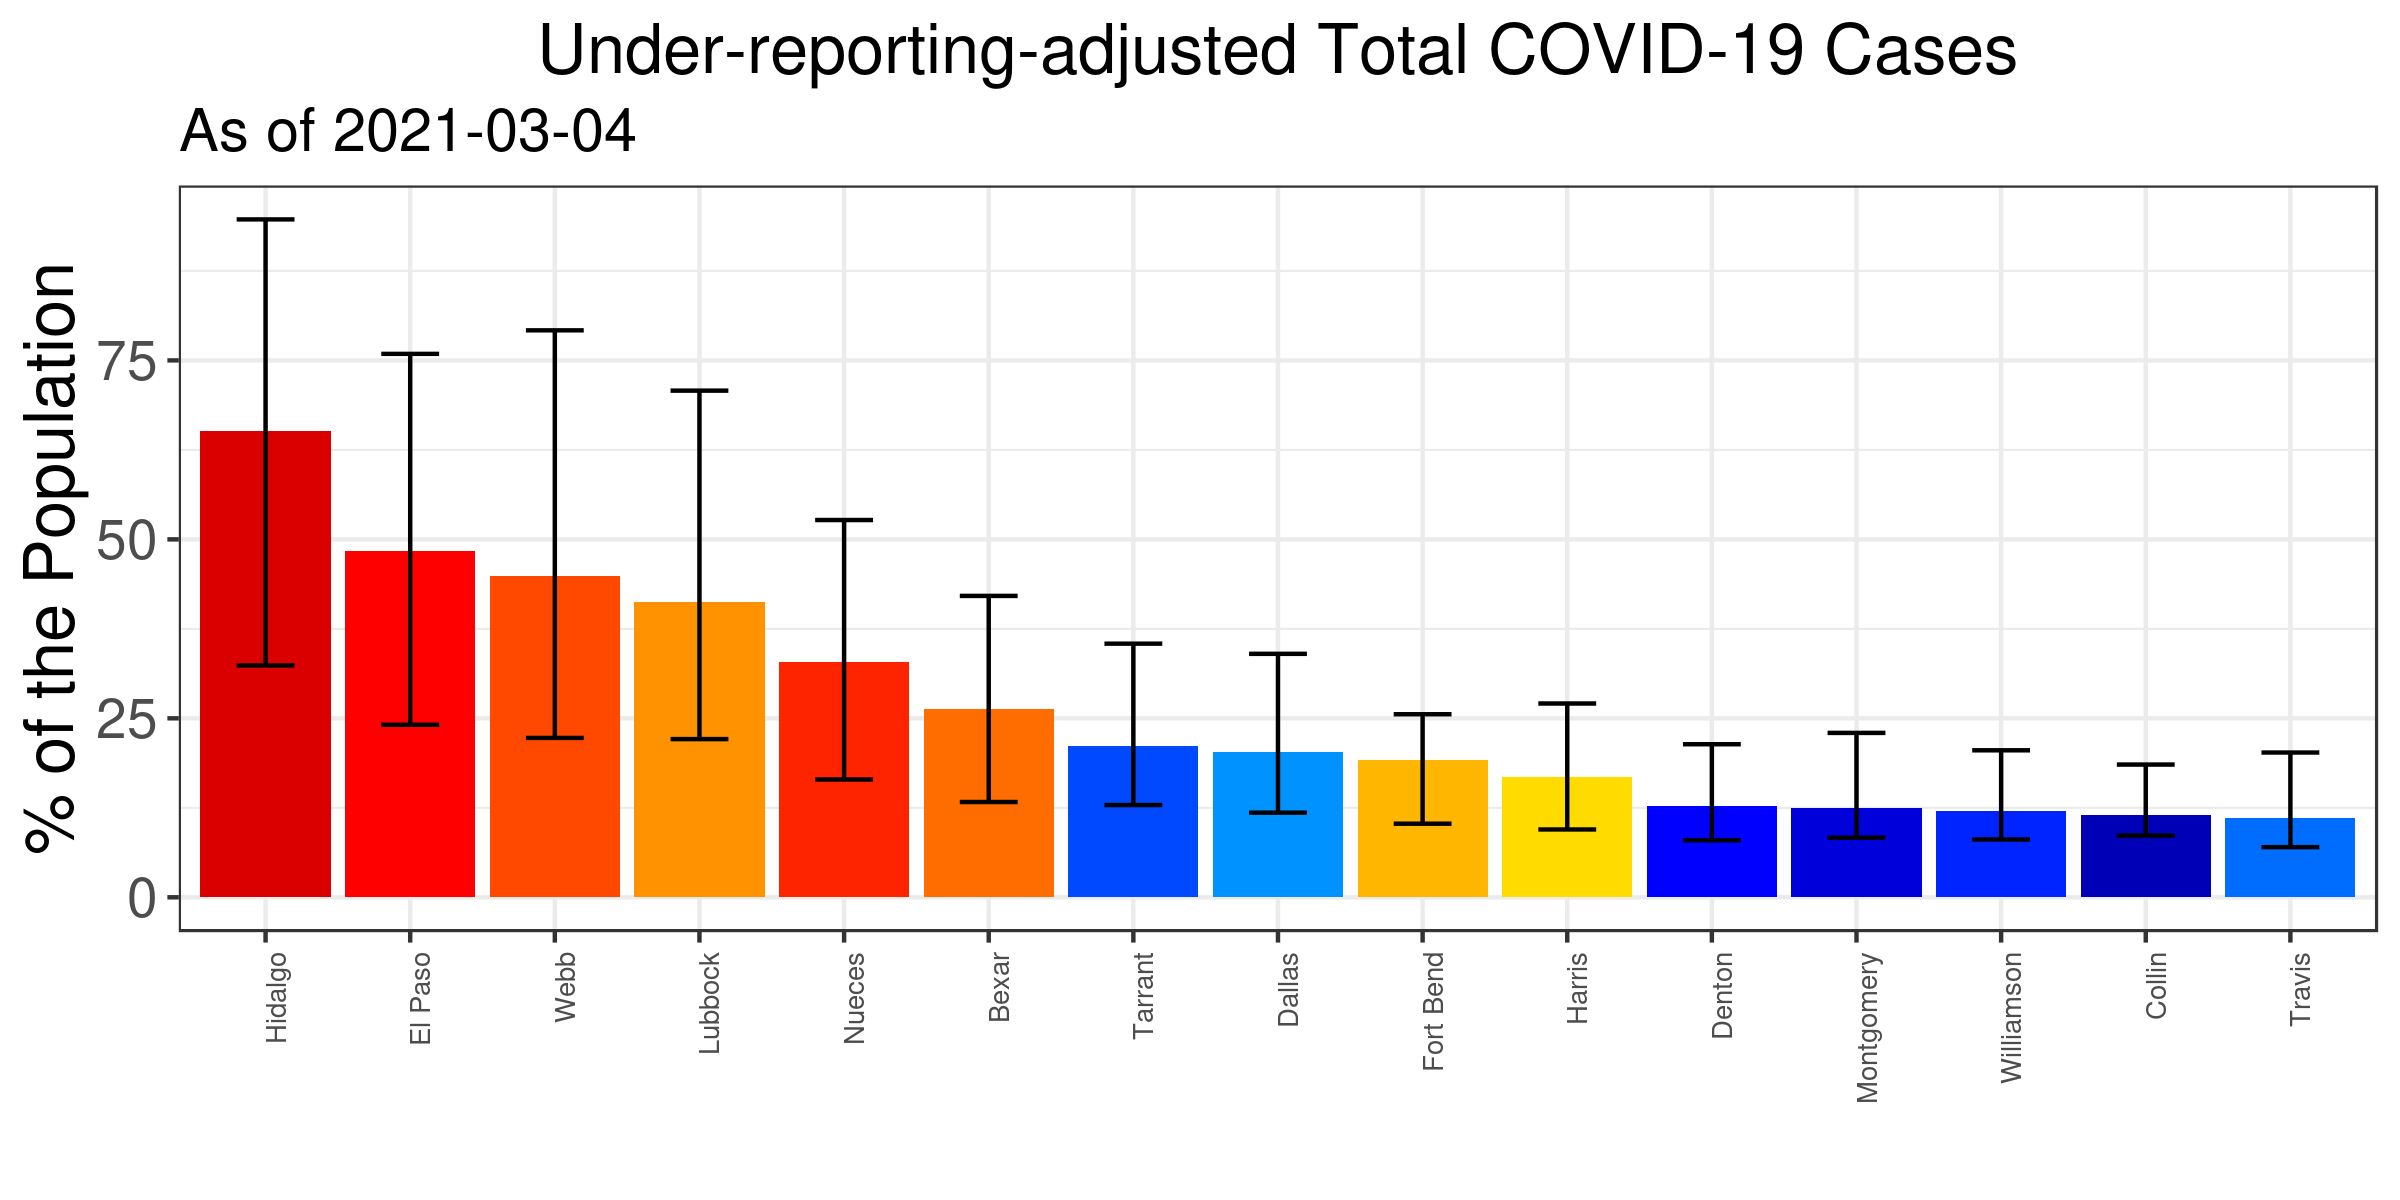 Under-reporting-adjusted Total COVID-19 Cases
As of 2021-03-04
% of the Population
75
50
25
0
Hidalgo
El Paso
Webb
Lubbock
Nueces
Bexar
Tarrant
Dallas
Fort Bend
Harris
Denton
Montgomery
Williamson
Collin
Travis